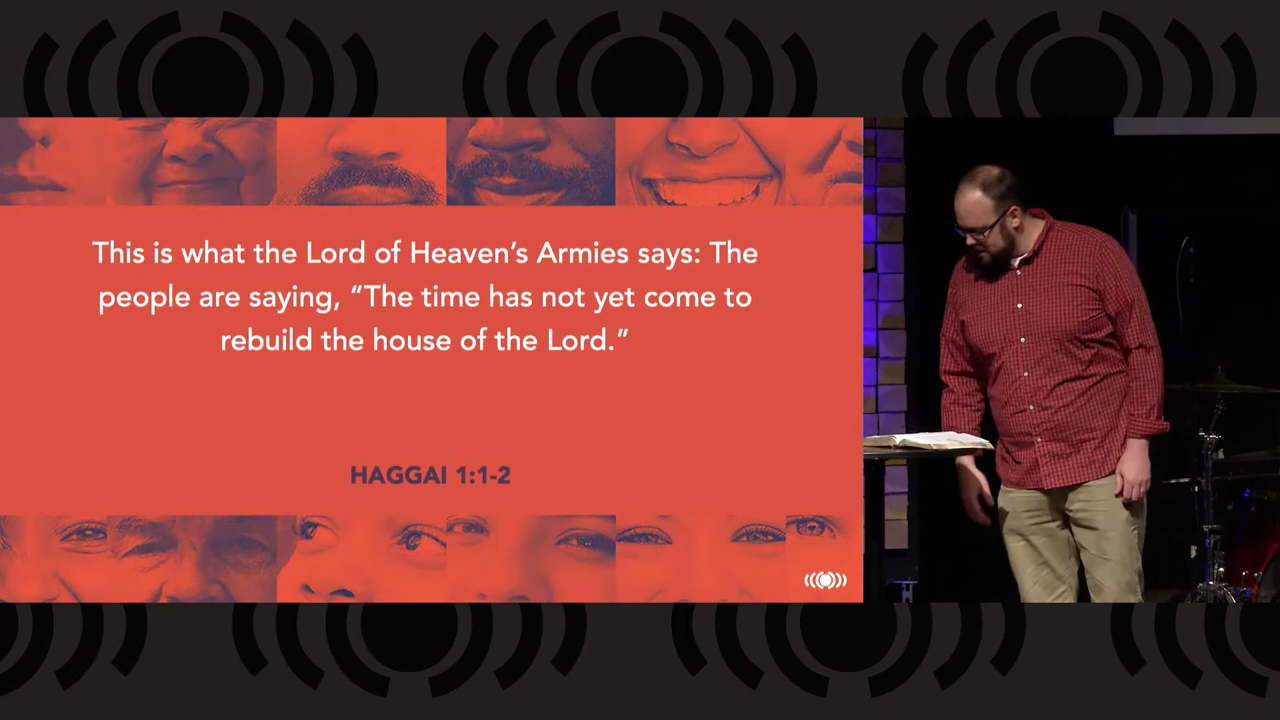 This is what the Lord of Heaven’s Armies says: The
people are saying, “The time has not yet come to
rebuild the house of the Lord.”
HAGGAI 1:1-2